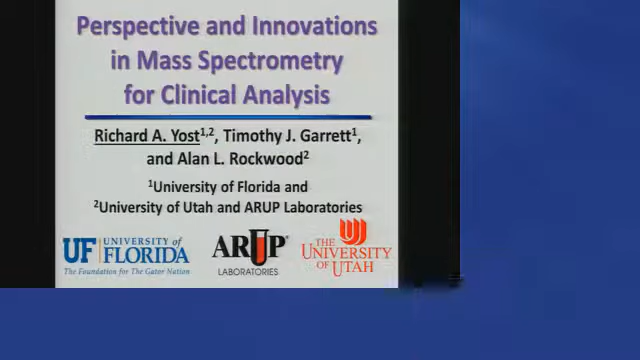 Perspective and Innovations
in Mass Spectrometry
for Clinical Analysis
Richard A. Yost1,2, Timothy J. Garrett1,
and Alan L. Rockwood2
1University of Florida and
2University of Utah and ARUP Laboratories
UF UNIVERSITY of FLORIDA
The Foundation for The Gator Nation
ARUP®
LABORATORIES
THE UNIVERSITY OF UTAH